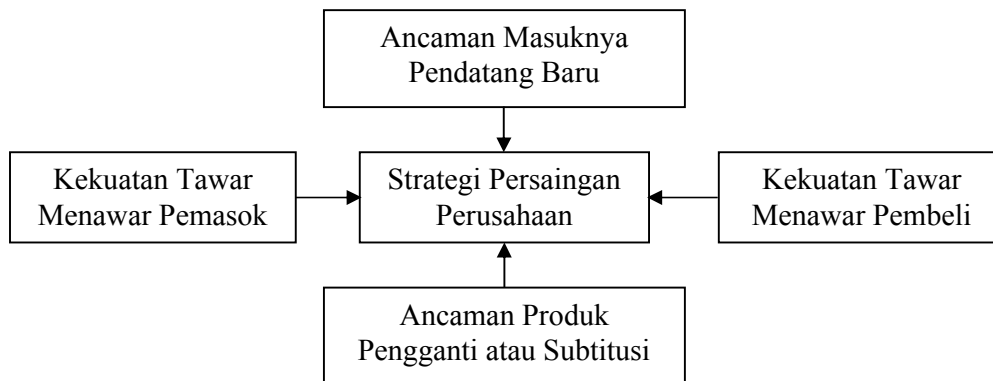 Ancaman Masuknya
Pendatang Baru
Kekuatan Tawar
Menawar Pemasok
Strategi Persaingan
Perusahaan
Kekuatan Tawar
Menawar Pembeli
Ancaman Produk
Pengganti atau Subtitusi